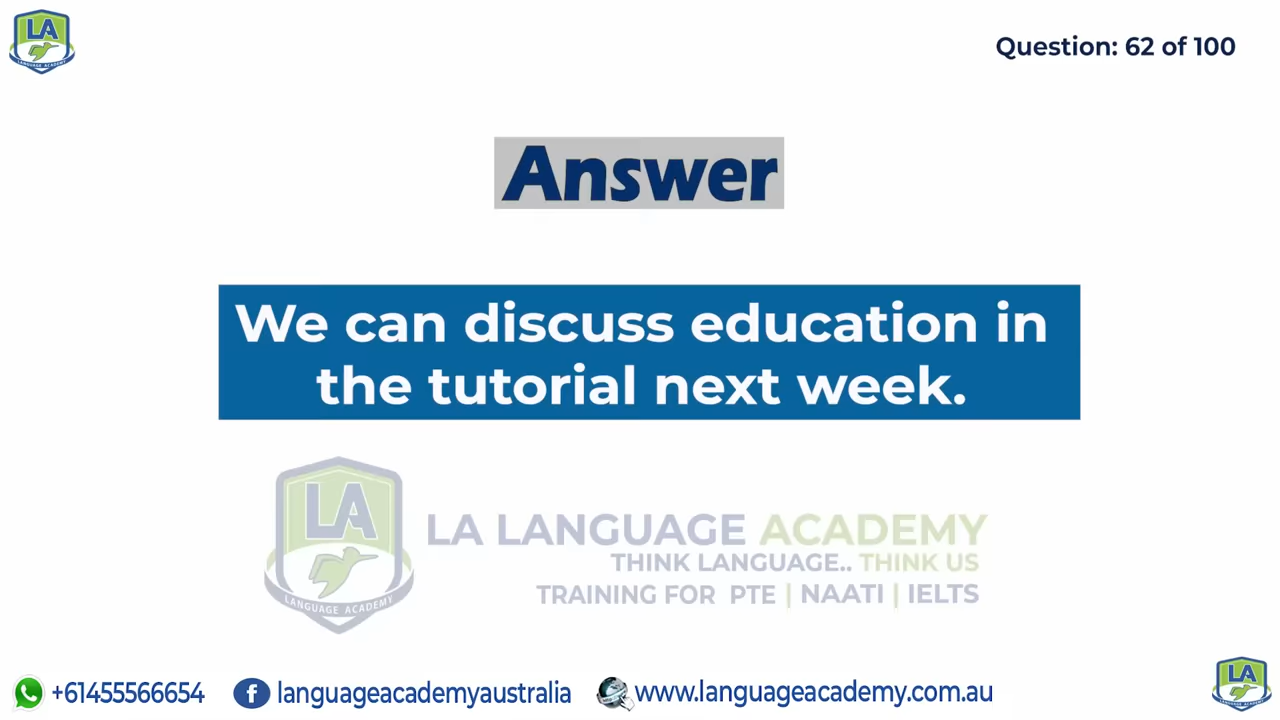 LA
LANGUAGE ACADEMY
Question: 62 of 100
Answer
We can discuss education in
the tutorial next week.
LA
LANGUAGE ACADEMY
LA LANGUAGE ACADEMY
THINK LANGUAGE.. THINK US
TRAINING FOR PTE | NAATI | IELTS
+61455566654
f languageacademyaustralia
www.languageacademy.com.au
LA
LANGUAGE ACADEMY